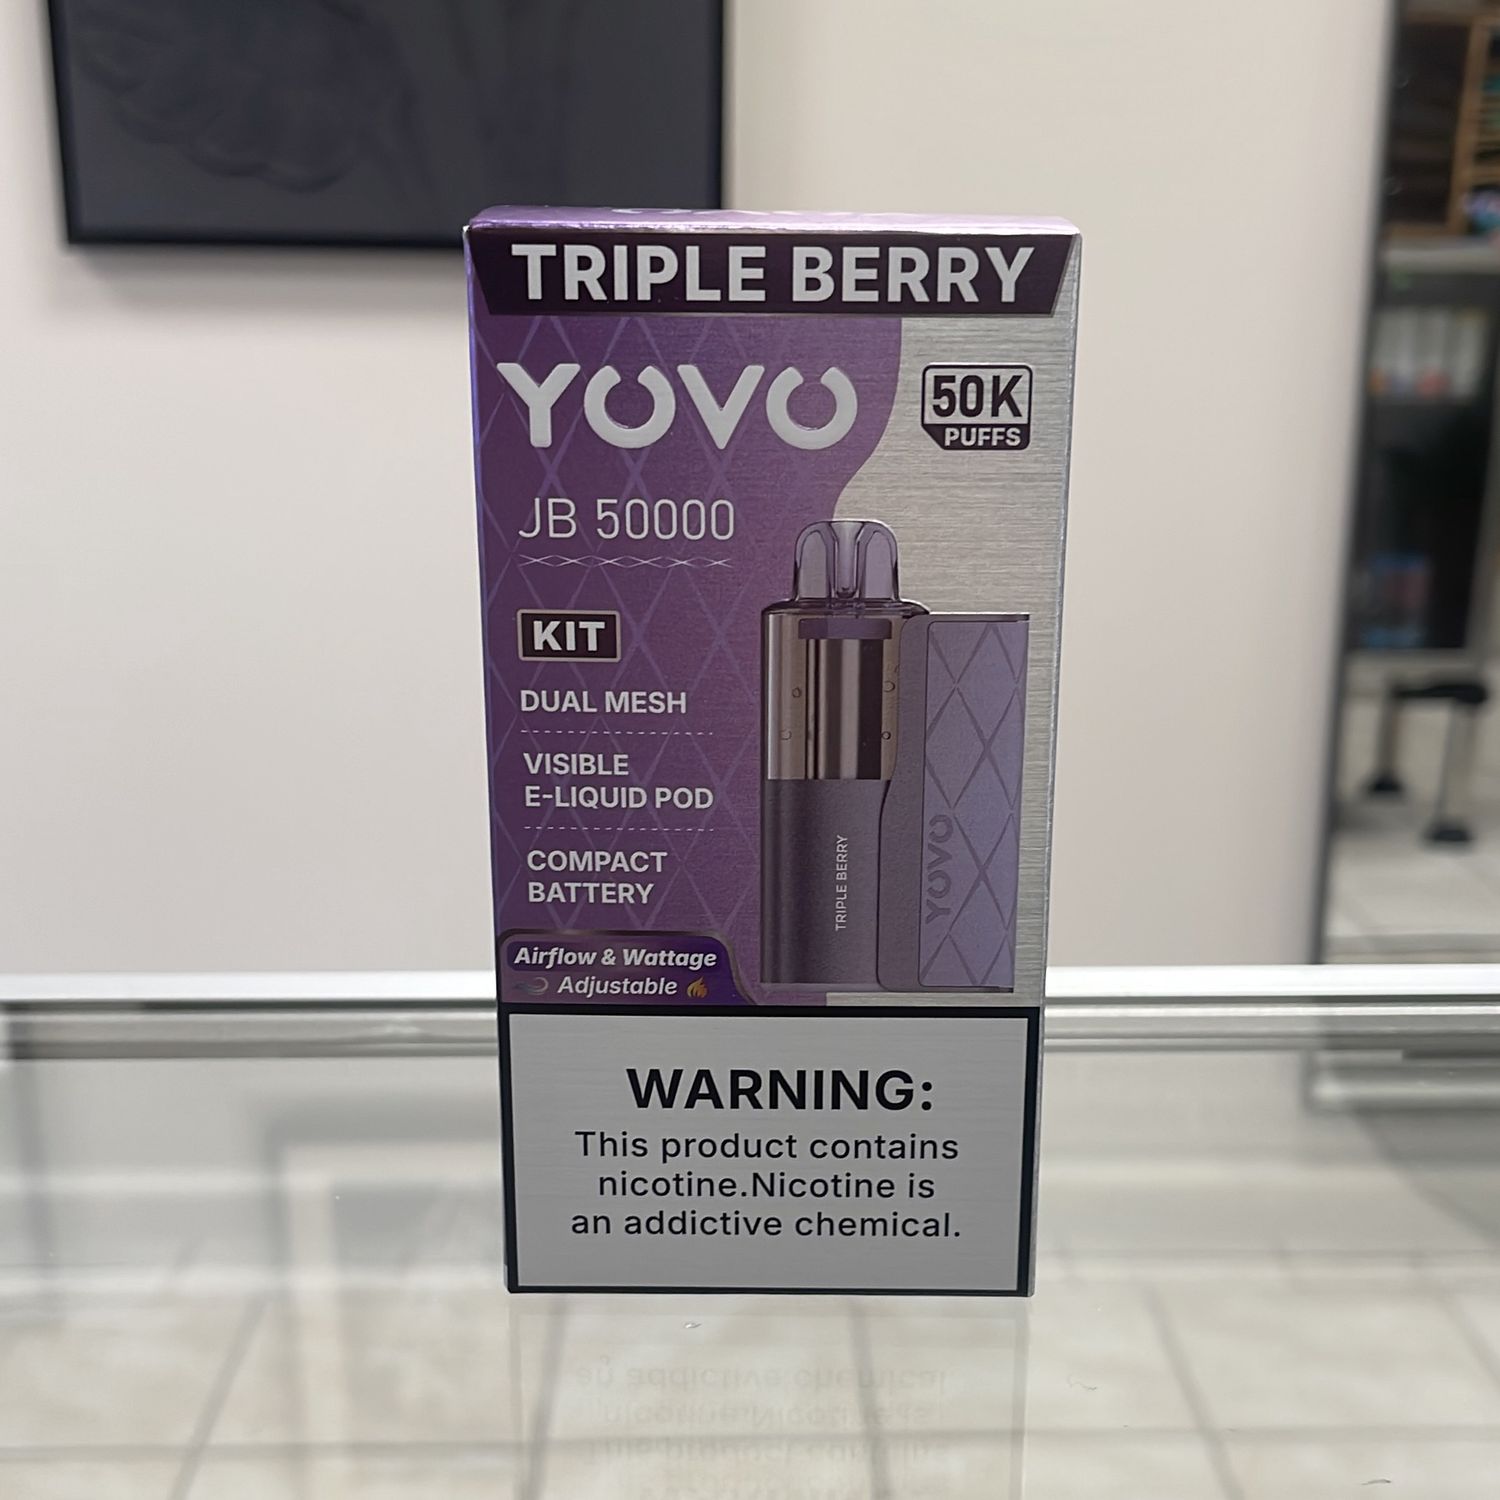 TRIPLE BERRY
YOVO
50K
PUFFS
JB 50000
KIT
DUAL MESH
VISIBLE
E-LIQUID POD
COMPACT
BATTERY
Airflow & Wattage
Adjustable
TRIPLE BERRY
YOVO
WARNING:
This product contains
nicotine.Nicotine is
an addictive chemical.